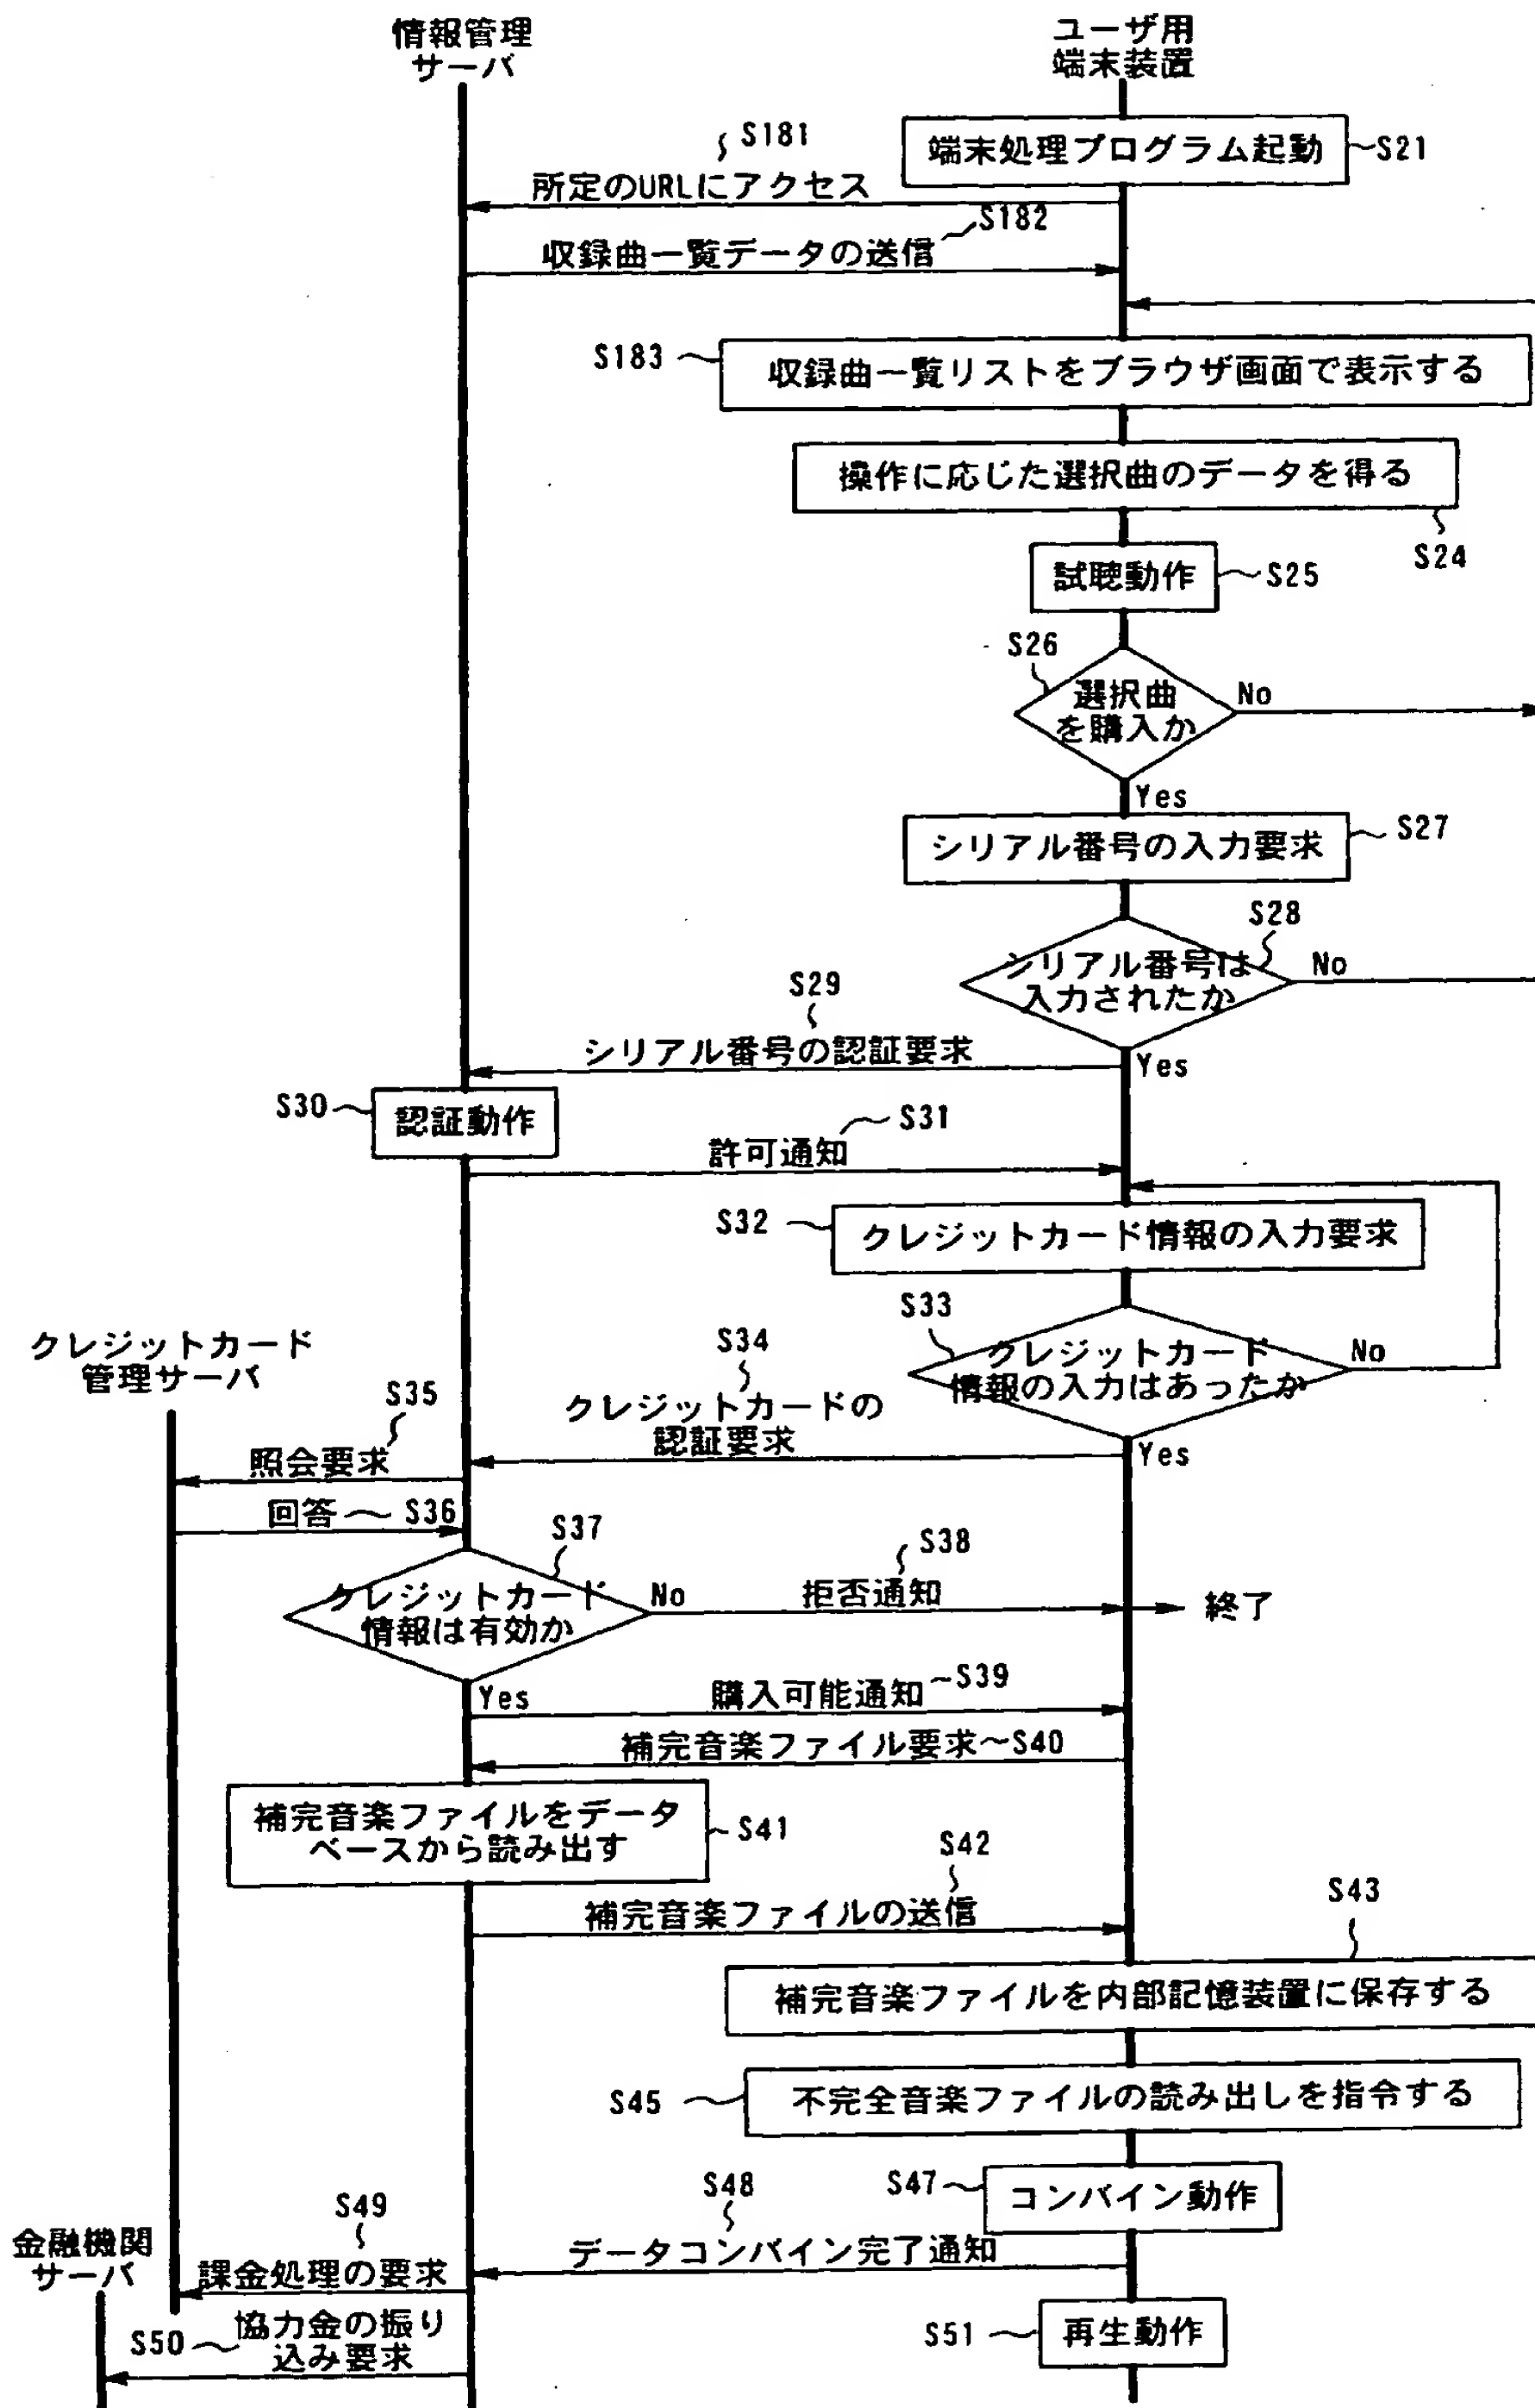 情報管理
サーバ
ユーザ用
端末装置
端末処理プログラム起動
S21
S181
所定のURLにアクセス
S182
収録曲一覧データの送信
S183
収録曲一覧リストをブラウザ画面で表示する
操作に応じた選択曲のデータを得る
S24
試聴動作
S25
S26
選択曲
を購入か
No
Yes
シリアル番号の入力要求
S27
S28
シリアル番号は
入力されたか
No
S29
シリアル番号の認証要求
Yes
S30
認証動作
S31
許可通知
S32
クレジットカード情報の入力要求
S33
クレジットカード
情報の入力はあったか
No
クレジットカード
管理サーバ
S34
クレジットカードの
認証要求
Yes
S35
照会要求
回答
S36
S37
クレジットカード
情報は有効か
No
S38
拒否通知
終了
Yes
購入可能通知
S39
補完音楽ファイル要求
S40
補完音楽ファイルをデータ
ベースから読み出す
S41
S42
補完音楽ファイルの送信
S43
補完音楽ファイルを内部記憶装置に保存する
S45
不完全音楽ファイルの読み出しを指令する
S47
コンバイン動作
S48
データコンバイン完了通知
S49
課金処理の要求
金融機関
サーバ
S50
協力金の振り
込み要求
S51
再生動作